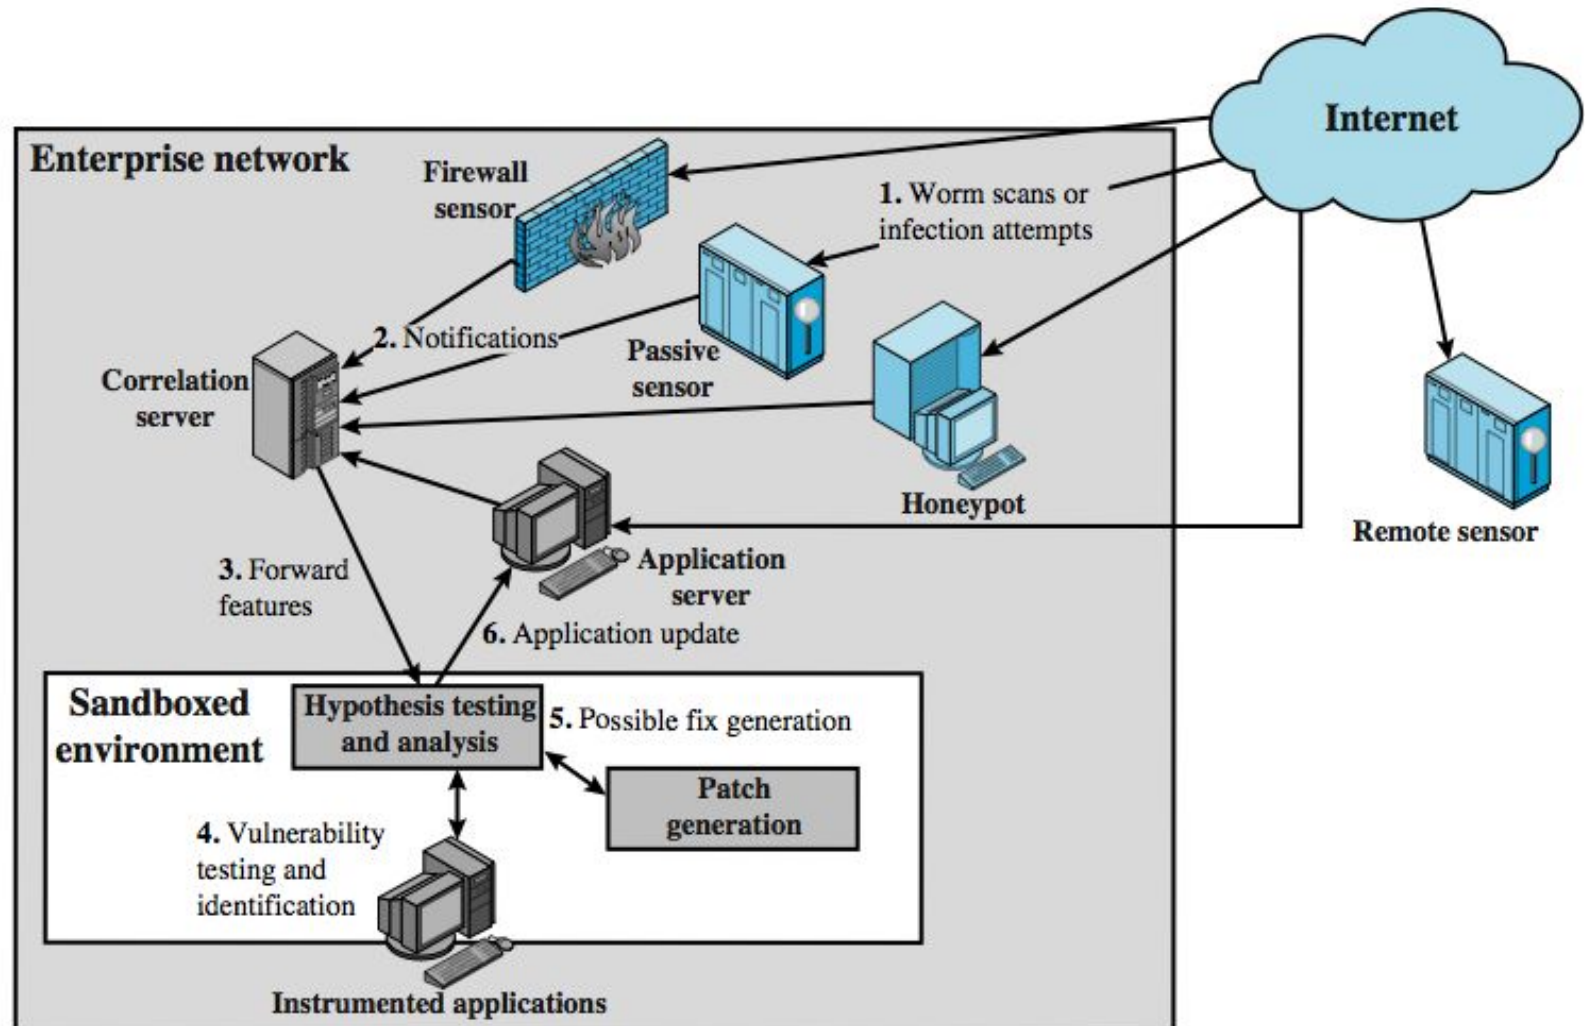 Internet
Enterprise network
Firewall
sensor
1. Worm scans or
infection attempts
2. Notifications
Passive
sensor
Correlation
server
Honeypot
Remote sensor
3. Forward
features
Application
server
6. Application update
Sandboxed
environment
Hypothesis testing
and analysis
5. Possible fix generation
Patch
generation
4. Vulnerability
testing and
identification
Instrumented applications